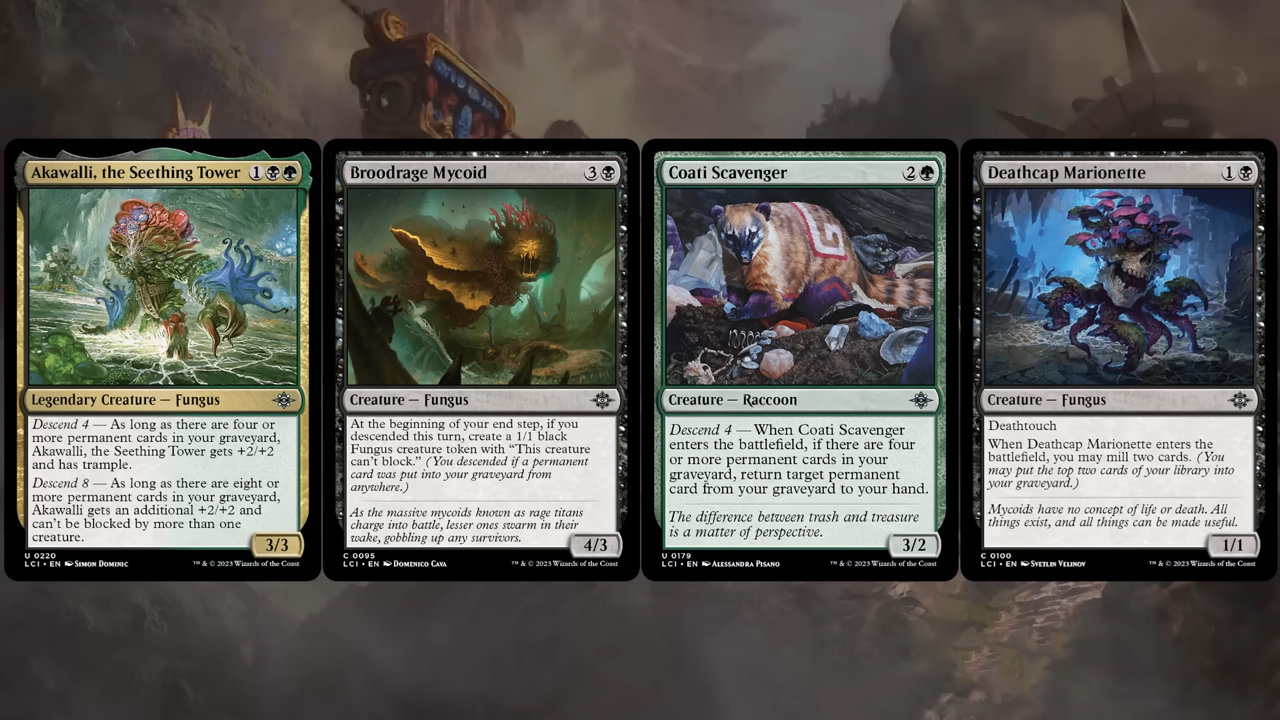 Akawalli, the Seething Tower 1
Legendary Creature — Fungus
Descend 4 — As long as there are four or
more permanent cards in your graveyard,
Akawalli, the Seething Tower gets +2/+2
and has trample.
Descend 8 — As long as there are eight or
more permanent cards in your graveyard,
Akawalli gets an additional +2/+2 and
can't be blocked by more than one
creature.
3/3
U 0220
LCI • EN Simon Dominic
™ & © 2023 Wizards of the Coast
Broodrage Mycoid 3
Creature — Fungus
At the beginning of your end step, if you
descended this turn, create a 1/1 black
Fungus creature token with "This creature
can't block." (You descended if a permanent
card was put into your graveyard from
anywhere.)
As the massive mycoids known as rage titans
charge into battle, lesser ones swarm in their
wake, gobbling up any survivors.
4/3
C 0095
LCI • EN Domenico Cava
™ & © 2023 Wizards of the Coast
Coati Scavenger 2
Creature — Raccoon
Descend 4 — When Coati Scavenger
enters the battlefield, if there are four
or more permanent cards in your
graveyard, return target permanent
card from your graveyard to your hand.
The difference between trash and treasure
is a matter of perspective.
3/2
U 0179
LCI • EN Alessandra Pisano
™ & © 2023 Wizards of the Coast
Deathcap Marionette 1
Creature — Fungus
Deathtouch
When Deathcap Marionette enters the
battlefield, you may mill two cards. (You
may put the top two cards of your library into
your graveyard.)
Mycoids have no concept of life or death. All
things exist, and all things can be made useful.
1/1
C 0100
LCI • EN Svetlin Velinov
™ & © 2023 Wizards of the Coast